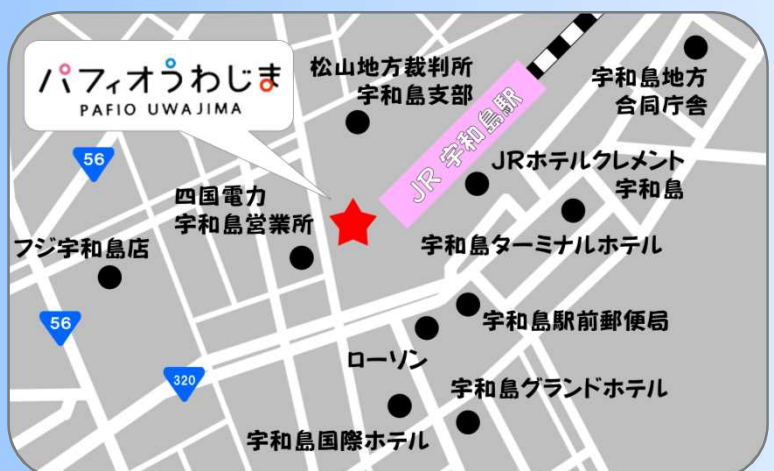 パフィオうわじま
PAFIO UWAJIMA
松山地方裁判所
宇和島支部
宇和島地方
合同庁舎
JR 宇和島駅
56
JRホテルクレメント
宇和島
四国電力
宇和島営業所
フジ宇和島店
宇和島ターミナルホテル
56
宇和島駅前郵便局
ローソン
320
宇和島グランドホテル
宇和島国際ホテル